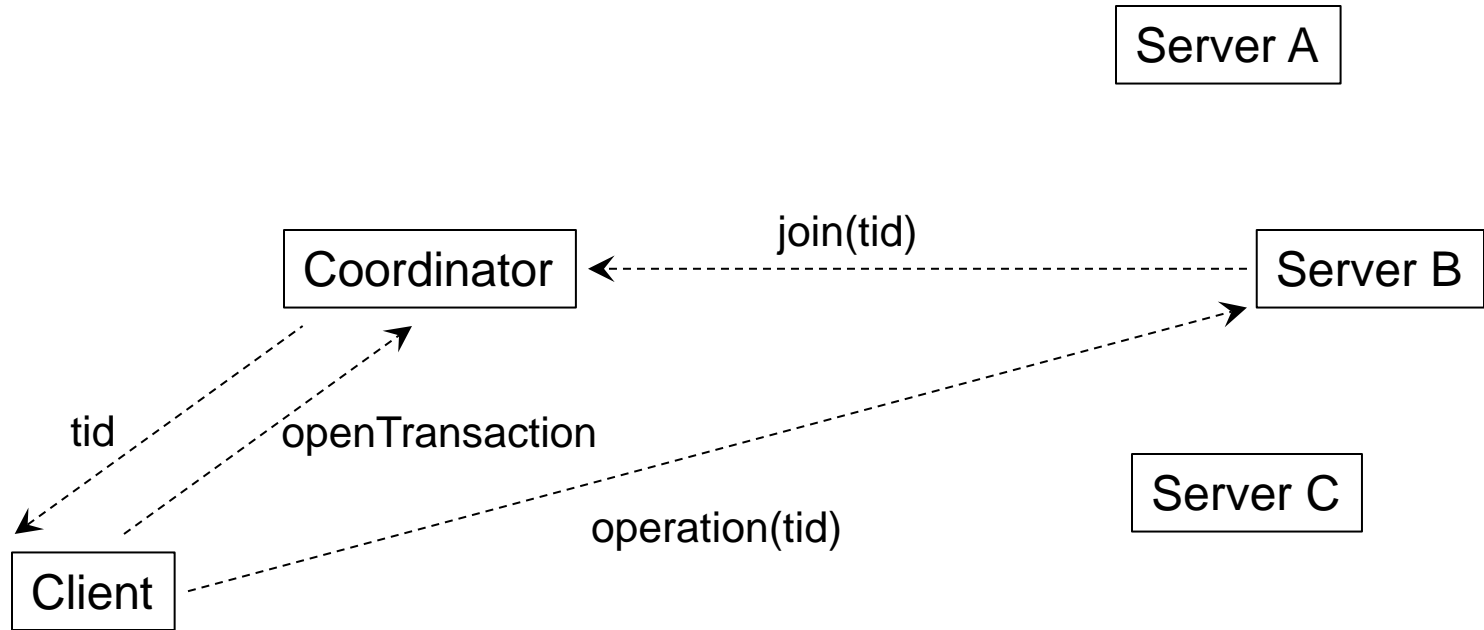 Server A
join(tid)
Coordinator
Server B
tid
openTransaction
Server C
operation(tid)
Client